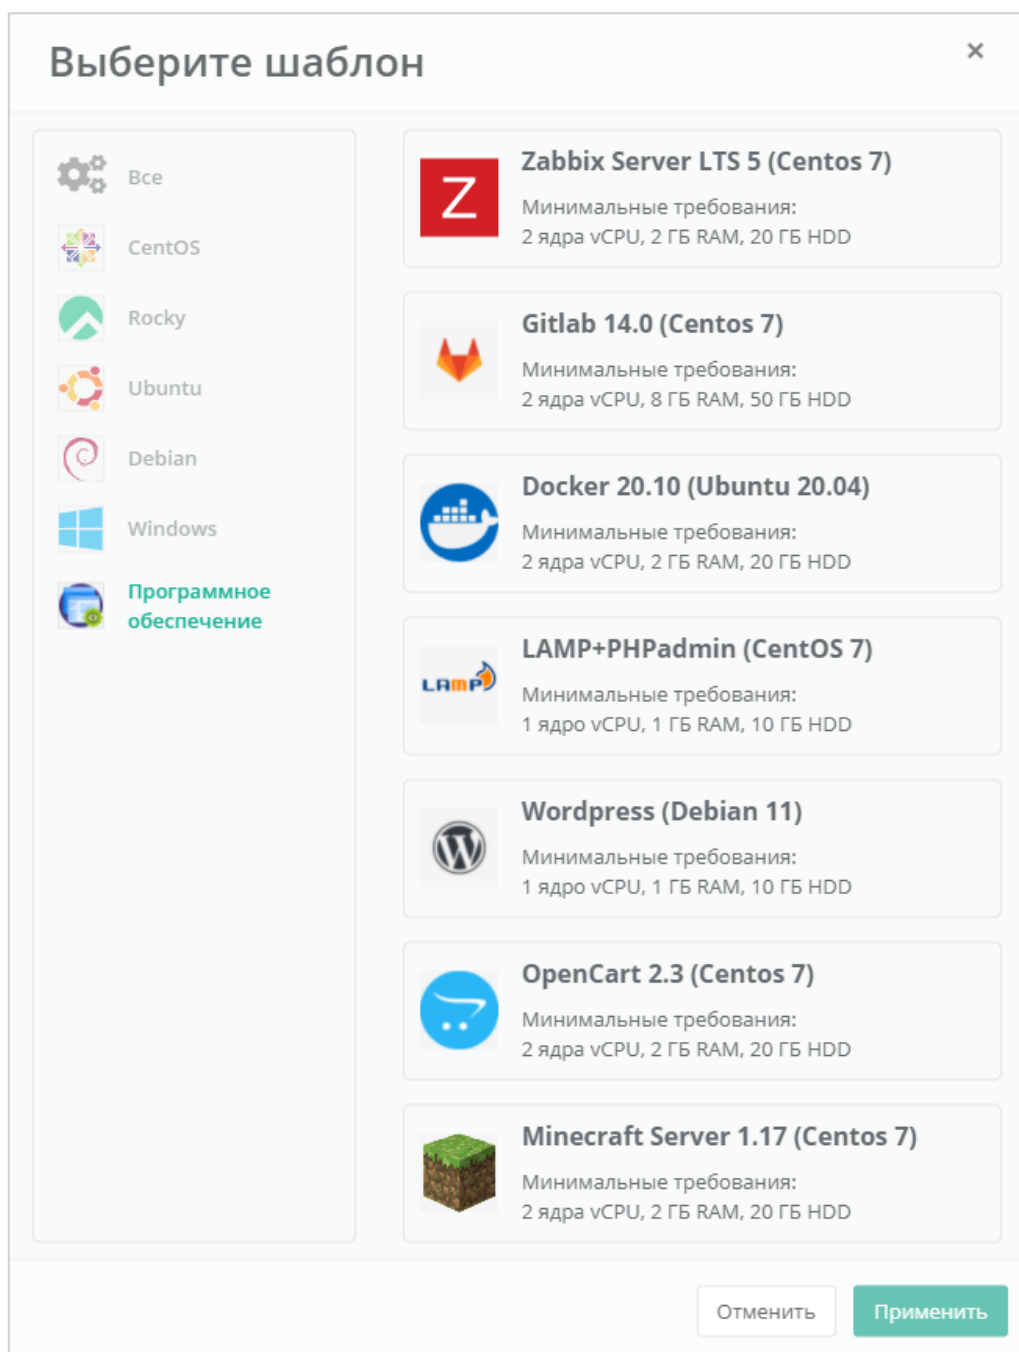 Выберите шаблон
×
Все
CentOS
Rocky
Ubuntu
Debian
Windows
Программное
обеспечение
Z
Zabbix Server LTS 5 (Centos 7)
Минимальные требования:
2 ядра vCPU, 2 ГБ RAM, 20 ГБ HDD
Gitlab 14.0 (Centos 7)
Минимальные требования:
2 ядра vCPU, 8 ГБ RAM, 50 ГБ HDD
Docker 20.10 (Ubuntu 20.04)
Минимальные требования:
2 ядра vCPU, 2 ГБ RAM, 20 ГБ HDD
LAMP
LAMP+PHPadmin (CentOS 7)
Минимальные требования:
1 ядро vCPU, 1 ГБ RAM, 10 ГБ HDD
W
Wordpress (Debian 11)
Минимальные требования:
1 ядро vCPU, 1 ГБ RAM, 10 ГБ HDD
OpenCart 2.3 (Centos 7)
Минимальные требования:
2 ядра vCPU, 2 ГБ RAM, 20 ГБ HDD
Minecraft Server 1.17 (Centos 7)
Минимальные требования:
2 ядра vCPU, 2 ГБ RAM, 20 ГБ HDD
Отменить
Применить